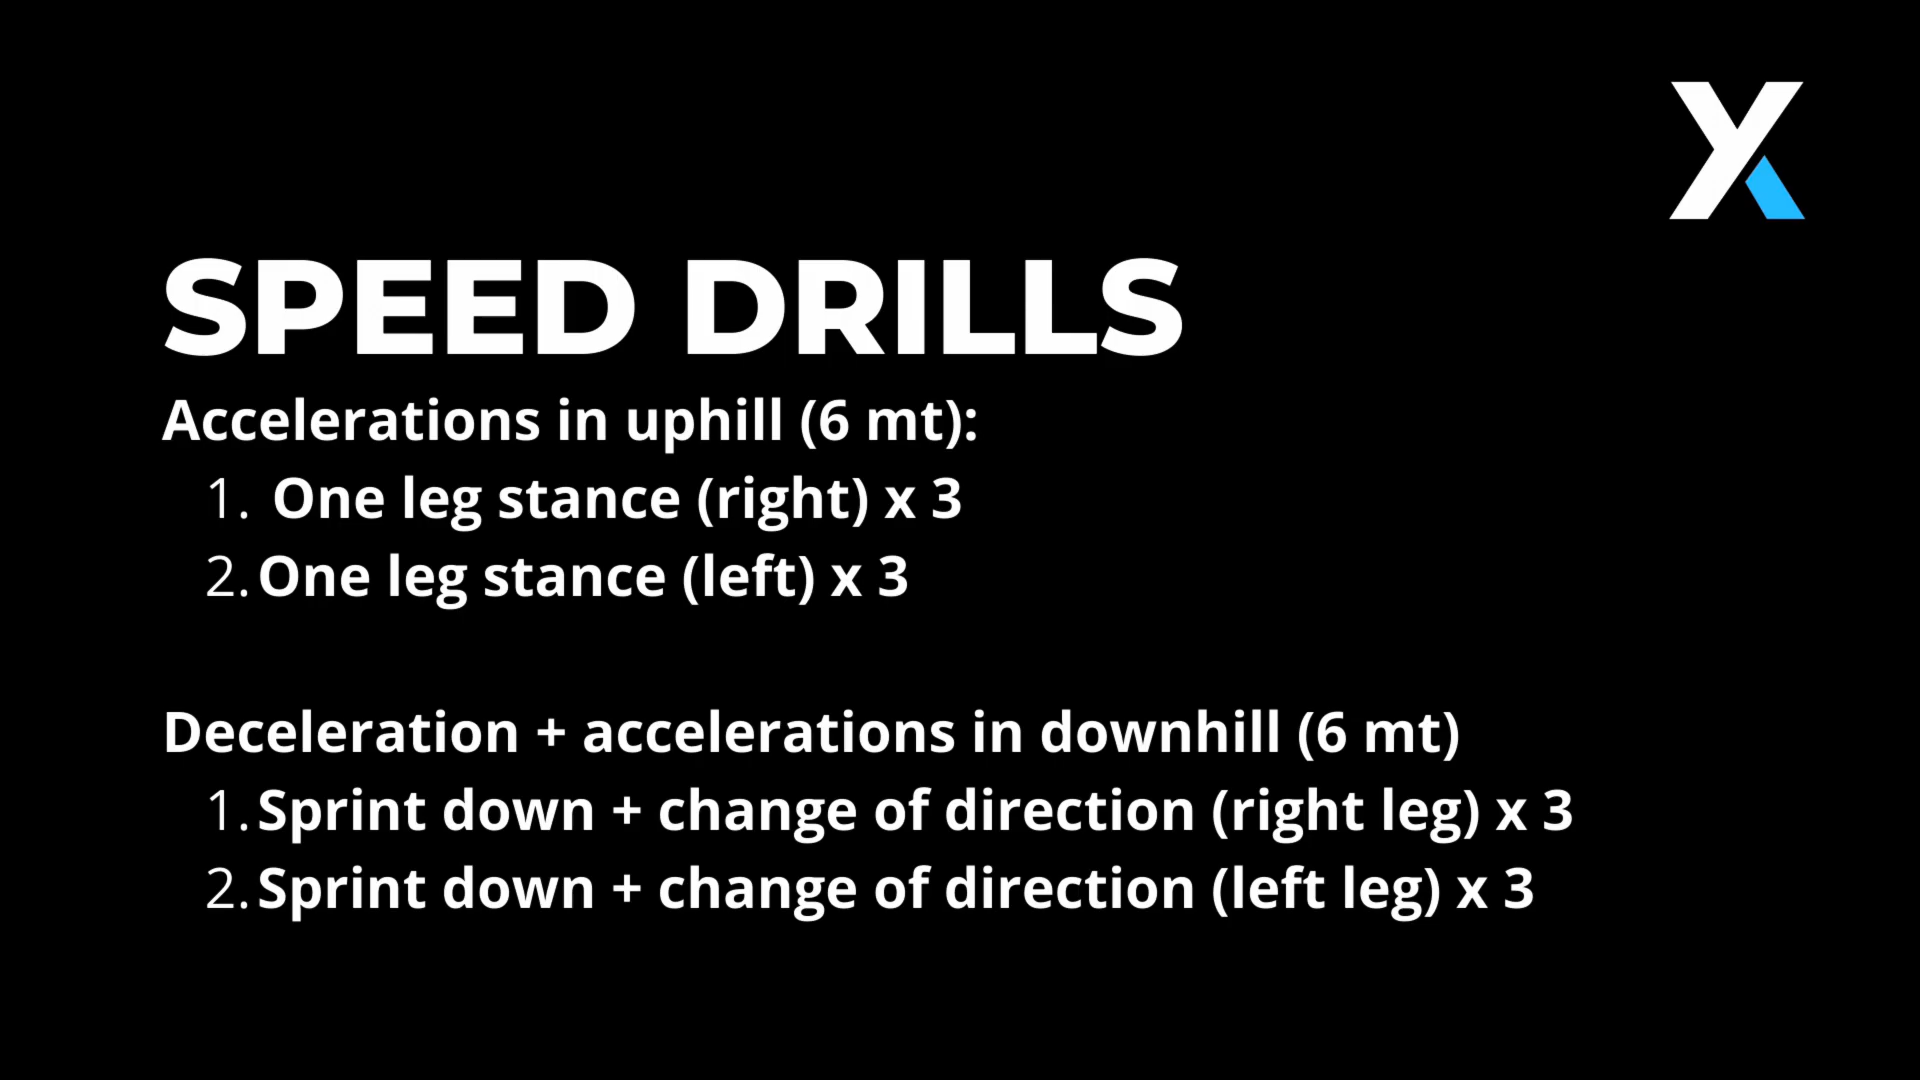 SPEED DRILLS
Accelerations in uphill (6 mt):
1. One leg stance (right) x 3
2. One leg stance (left) x 3
Deceleration + accelerations in downhill (6 mt)
1. Sprint down + change of direction (right leg) x 3
2. Sprint down + change of direction (left leg) x 3